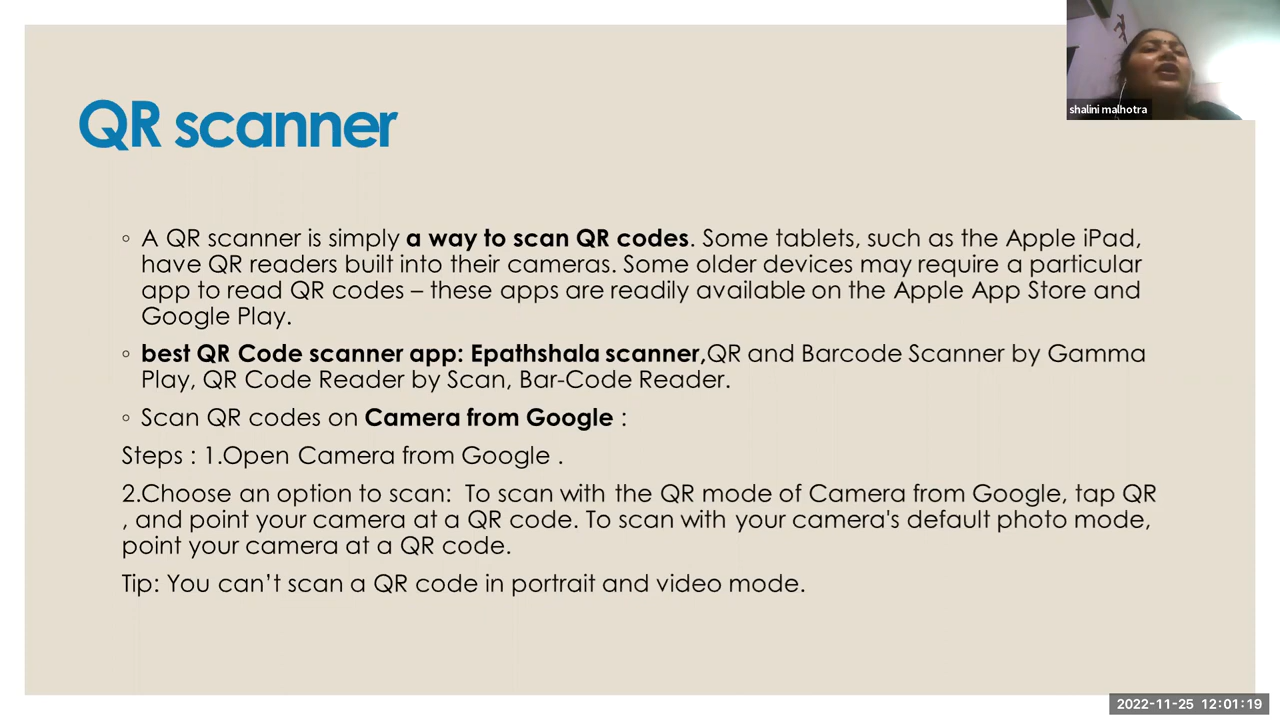 shalini malhotra
QR scanner
◦ A QR scanner is simply a way to scan QR codes. Some tablets, such as the Apple iPad,
have QR readers built into their cameras. Some older devices may require a particular
app to read QR codes – these apps are readily available on the Apple App Store and
Google Play.
◦ best QR Code scanner app: Epathshala scanner,QR and Barcode Scanner by Gamma
Play, QR Code Reader by Scan, Bar-Code Reader.
◦ Scan QR codes on Camera from Google :
Steps : 1.Open Camera from Google .
2.Choose an option to scan:  To scan with the QR mode of Camera from Google, tap QR
, and point your camera at a QR code. To scan with your camera's default photo mode,
point your camera at a QR code.
Tip: You can’t scan a QR code in portrait and video mode.
2022-11-25 12:01:19